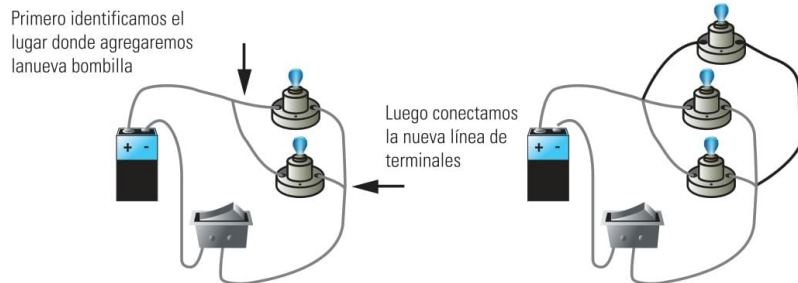 Primero identificamos el
lugar donde agregaremos
lanueva bombilla
Luego conectamos
la nueva línea de
terminales
+ -
+ -